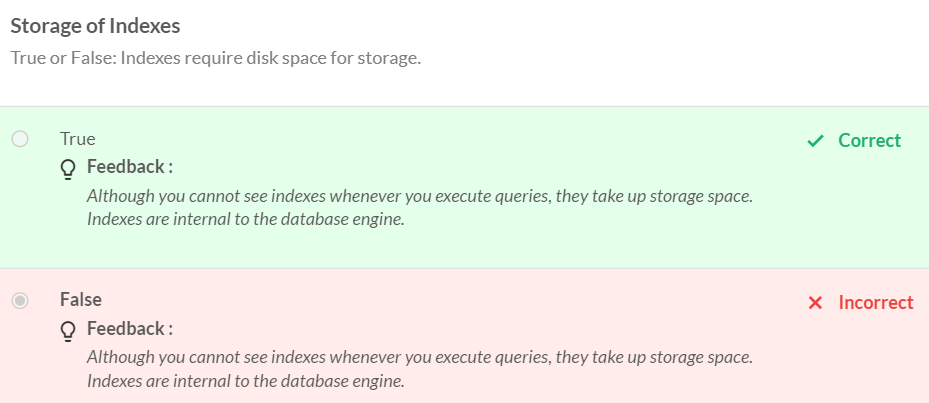 Storage of Indexes
True or False: Indexes require disk space for storage.
True
Correct
Feedback :
Although you cannot see indexes whenever you execute queries, they take up storage space.
Indexes are internal to the database engine.
False
Incorrect
Feedback :
Although you cannot see indexes whenever you execute queries, they take up storage space.
Indexes are internal to the database engine.